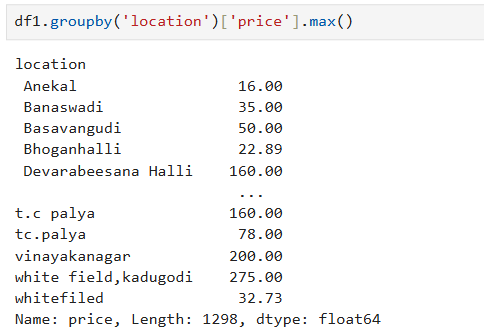 df1.groupby('location')['price'].max()
location
 Anekal                  16.00
 Banaswadi               35.00
 Basavangudi             50.00
 Bhoganhalli             22.89
 Devarabeesana Halli    160.00
                         ...
t.c palya               160.00
tc.palya                 78.00
vinayakanagar           200.00
white field,kadugodi    275.00
whitefiled               32.73
Name: price, Length: 1298, dtype: float64